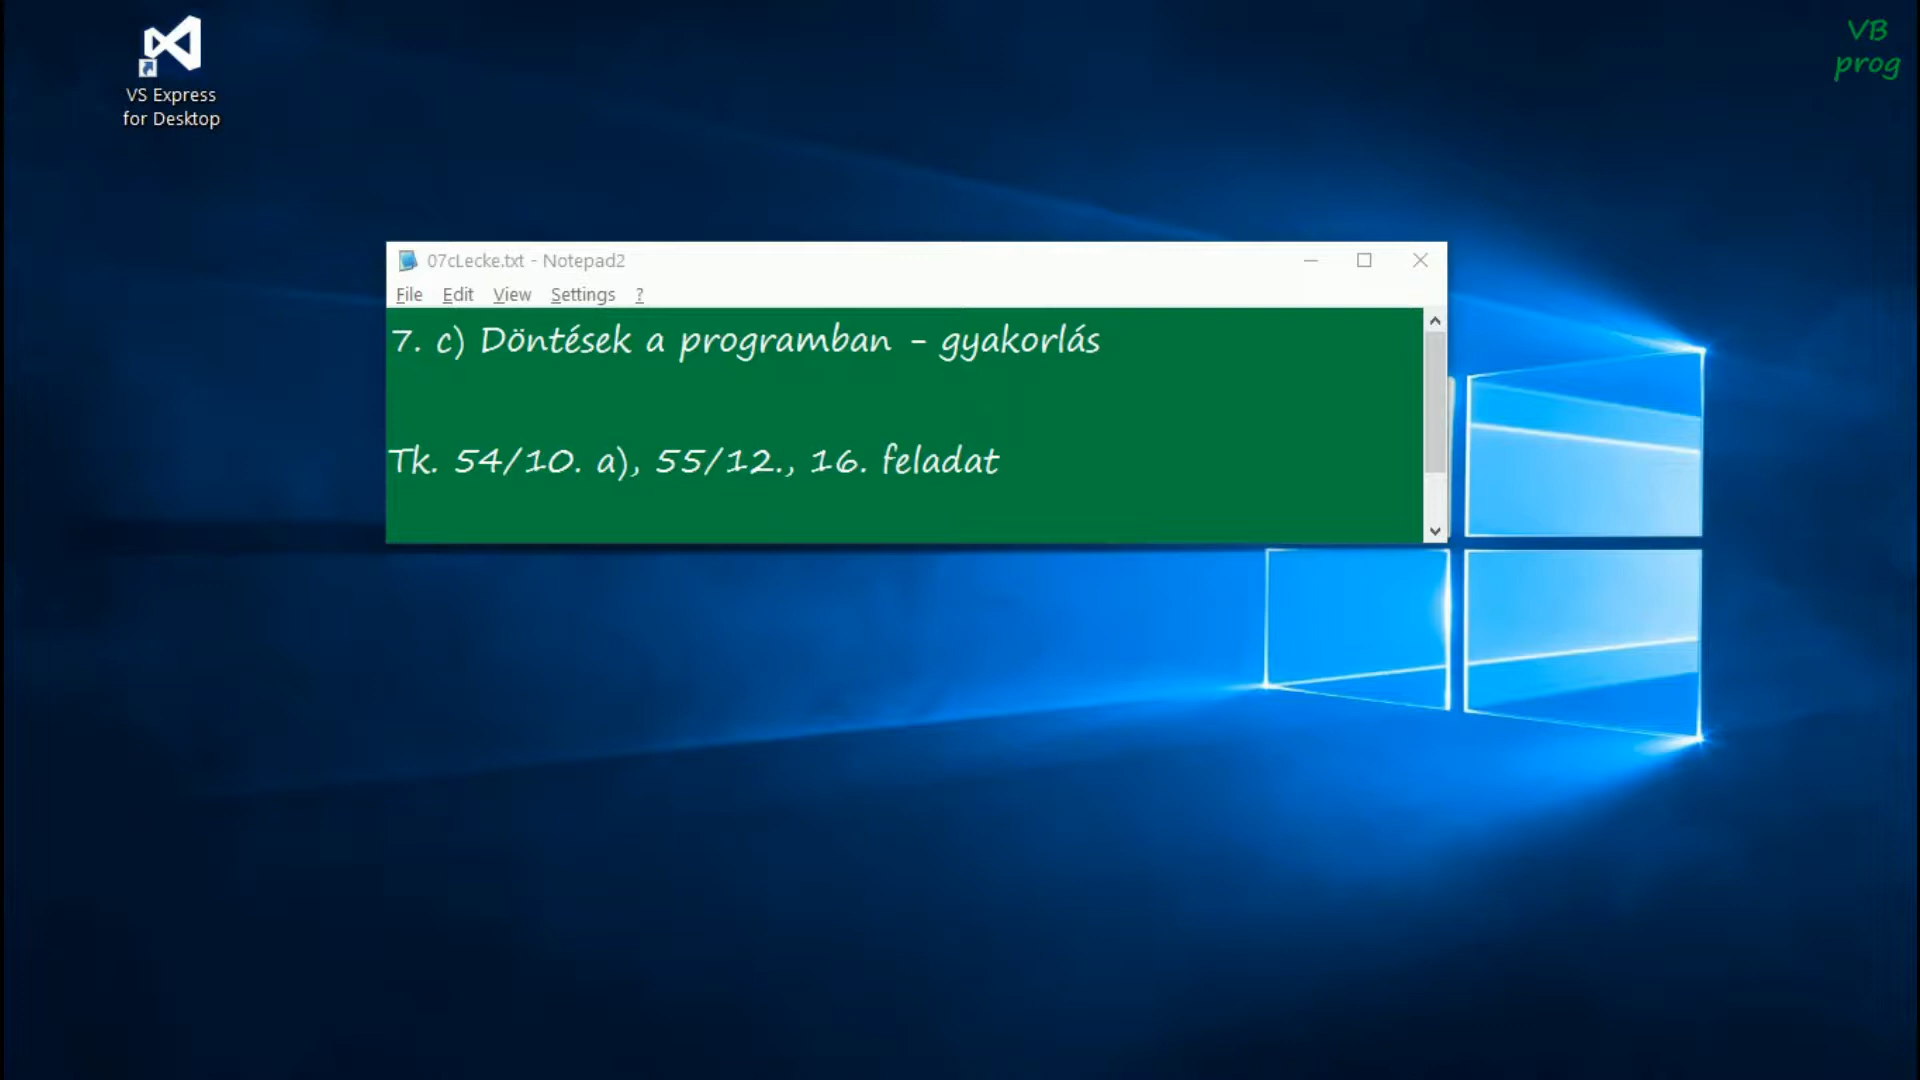 VS Express
for Desktop
VB
prog
07cLecke.txt - Notepad2
File Edit View Settings ?
7. c) Döntések a programban - gyakorlás
Tk. 54/10. a), 55/12., 16. feladat